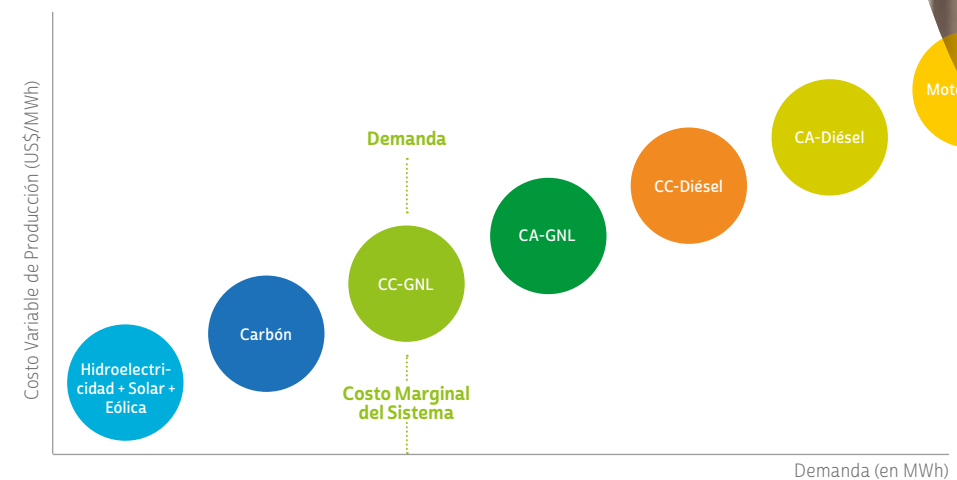 Costo Variable de Producción (US$/MWh)
Demanda
Hidroelectri-
cidad + Solar +
Eólica
Carbón
CC-GNL
CA-GNL
CC-Diésel
CA-Diésel
Costo Marginal
del Sistema
Demanda (en MWh)